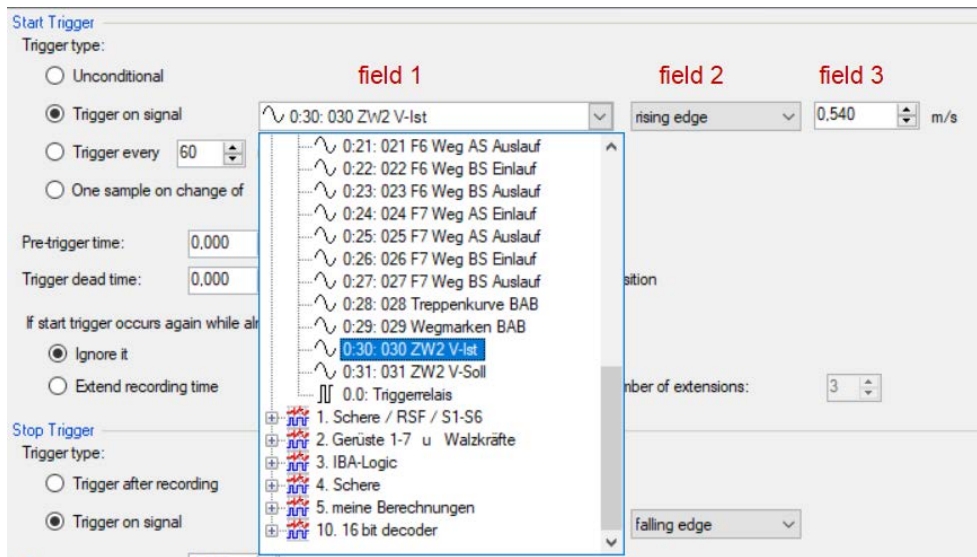 Start Trigger
Trigger type:
Unconditional
field 1 field 2 field 3
Trigger on signal 0:30: 030 ZW2 V-Ist rising edge 0,540 m/s
0:21: 021 F6 Weg AS Auslauf
Trigger every 60
0:22: 022 F6 Weg BS Einlauf
0:23: 023 F6 Weg BS Auslauf
One sample on change of
0:24: 024 F7 Weg AS Einlauf
0:25: 025 F7 Weg AS Auslauf
Pre-trigger time: 0,000
0:26: 026 F7 Weg BS Einlauf
Trigger dead time: 0,000 0:27: 027 F7 Weg BS Auslauf sition
0:28: 028 Treppenkurve BAB
If start trigger occurs again while alr 0:29: 029 Wegmarken BAB
Ignore it 0:30: 030 ZW2 V-Ist
0:31: 031 ZW2 V-Soll
Extend recording time 0.0: Triggerrelais mber of extensions: 3
1. Schere / RSF / S1-S6
Stop Trigger
2. Gerüste 1-7 u Walzkräfte
Trigger type:
3. IBA-Logic
Trigger after recording 4. Schere
5. meine Berechnungen
Trigger on signal 10. 16 bit decoder falling edge